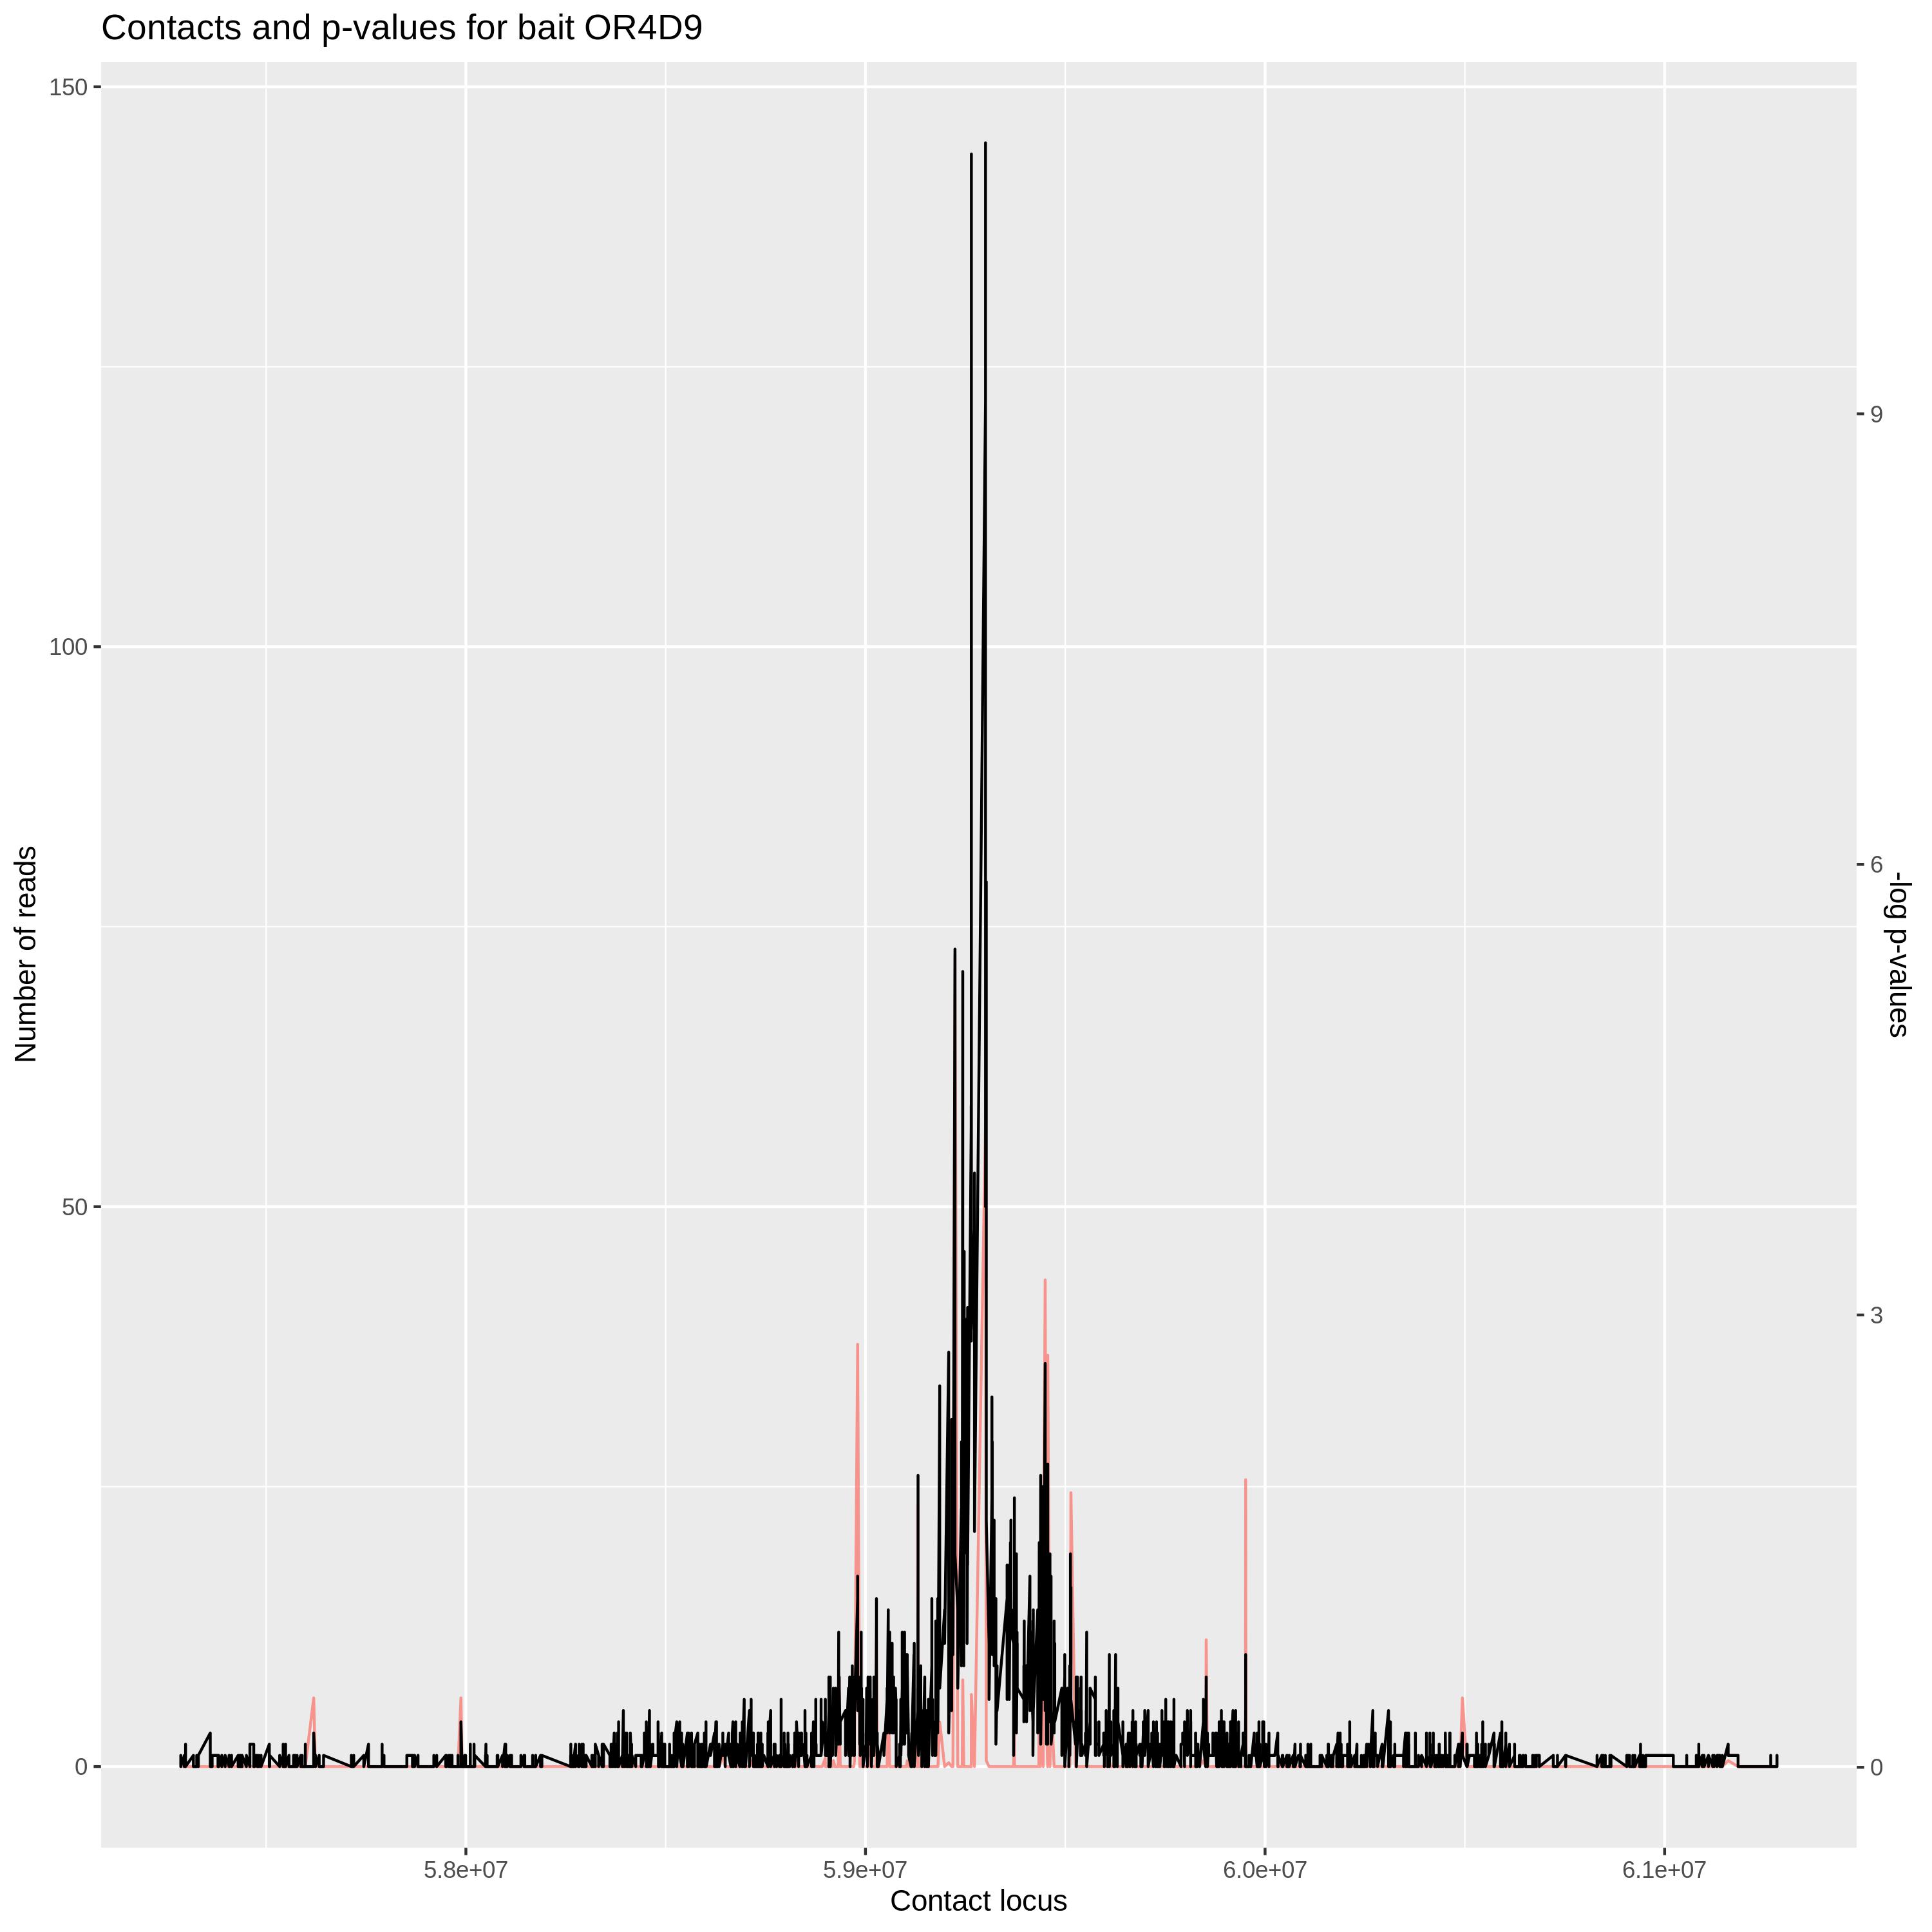 Contacts and p-values for bait OR4D9
150
100
50
0
Number of reads
9
6
3
0
-log p-values
5.8e+07
5.9e+07
6.0e+07
6.1e+07
Contact locus